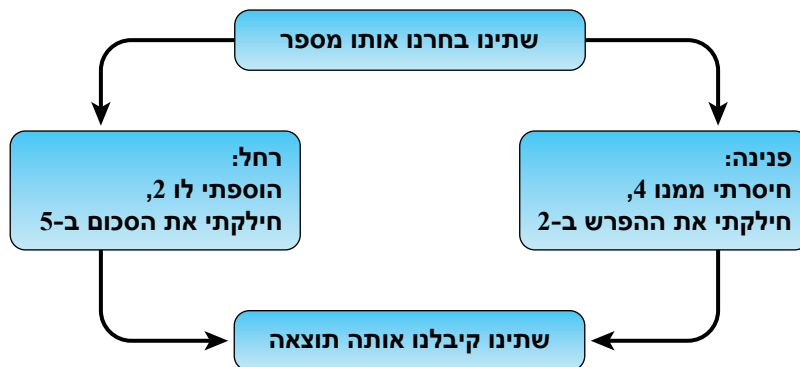 שתינו בחרנו אותו מספר
פנינה:
חיסרתי ממנו 4,
חילקתי את ההפרש ב-2
רחל:
הוספתי לו 2,
חילקתי את הסכום ב-5
שתינו קיבלנו אותה תוצאה